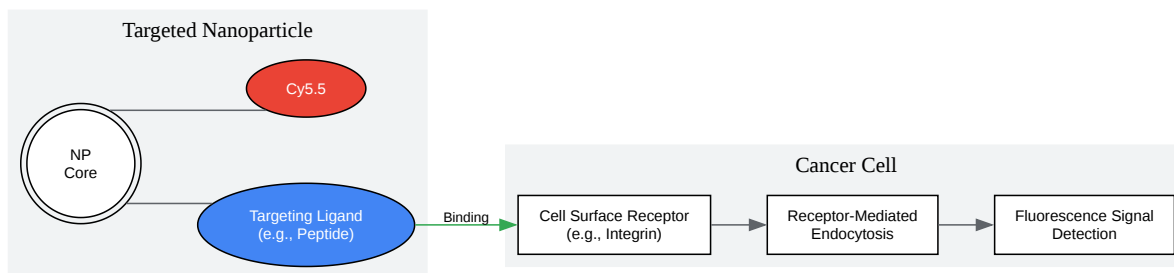 Targeted Nanoparticle
Cy5.5
NP
Core
Targeting Ligand
(e.g., Peptide)
Binding
Cancer Cell
Cell Surface Receptor
(e.g., Integrin)
Receptor-Mediated
Endocytosis
Fluorescence Signal
Detection